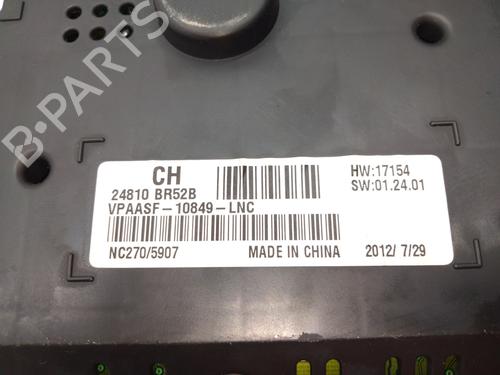 B-PARTS
CH
HW:17154
24810 BR52B
SW:01.24.01
VPAASF-10849-LNC
NC270/5907
MADE IN CHINA
2012/ 7/29